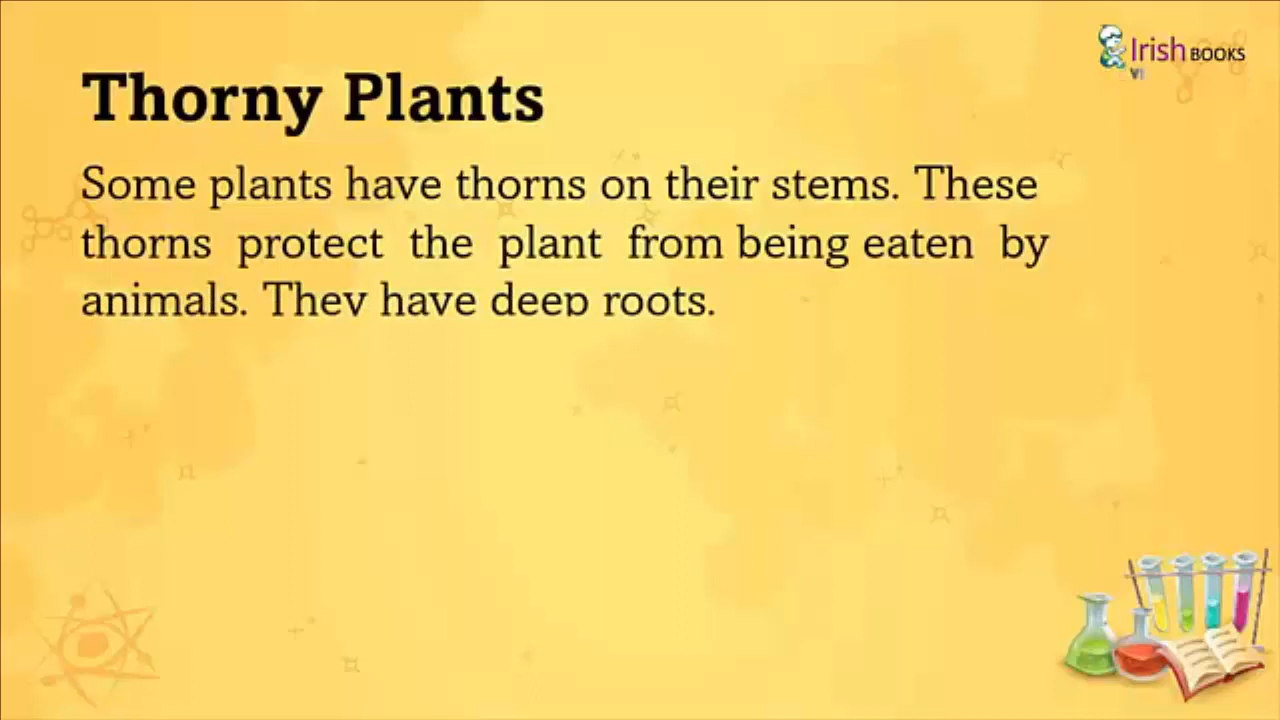 Irish BOOKS
Thorny Plants
Some plants have thorns on their stems. These
thorns protect the plant from being eaten by
animals. They have deep roots.